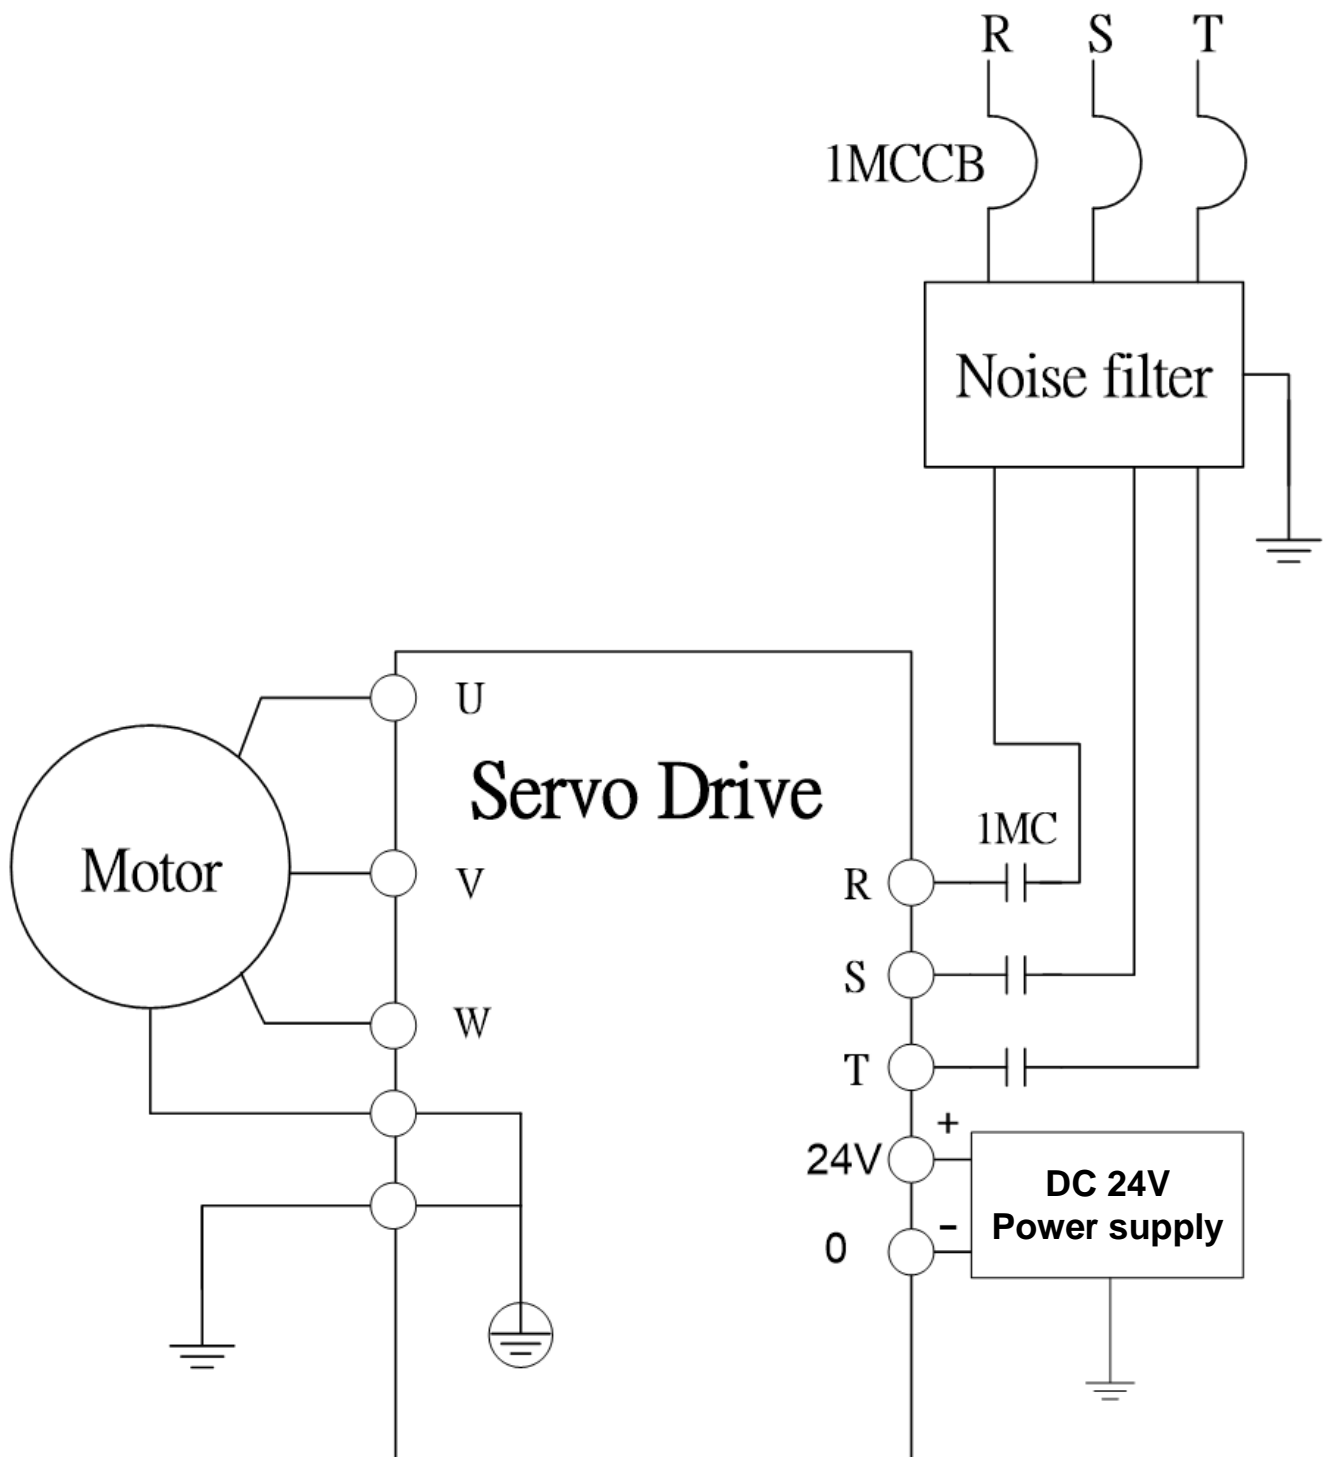 R S T
1MCCB
Noise filter
U
Servo Drive
1MC
Motor
V
R
S
W
T
+
24V
DC 24V
Power supply
0
-